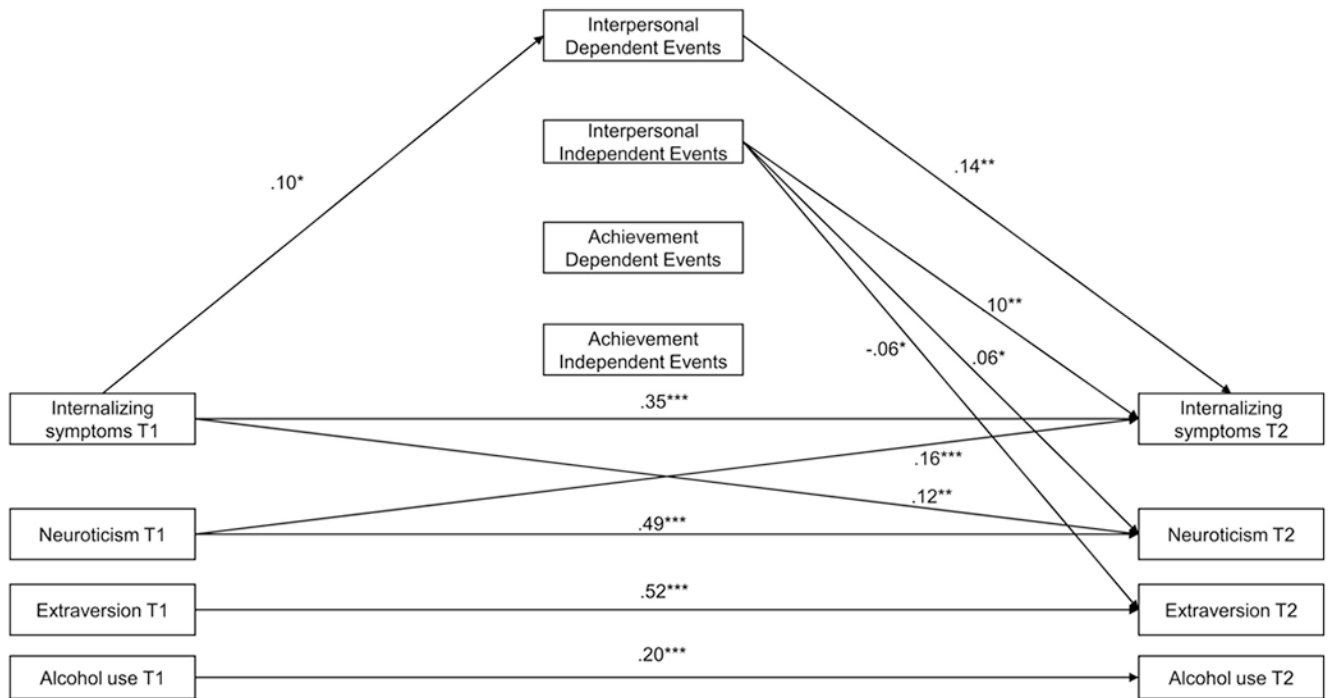 Interpersonal
Dependent Events
Interpersonal
Independent Events
.10*
.14**
Achievement
Dependent Events
10**
Achievement
Independent Events
-.06*
.06*
Internalizing
symptoms T1
.35***
Internalizing
symptoms T2
.16***
.12**
Neuroticism T1
.49***
Neuroticism T2
Extraversion T1
.52***
Extraversion T2
Alcohol use T1
.20***
Alcohol use T2